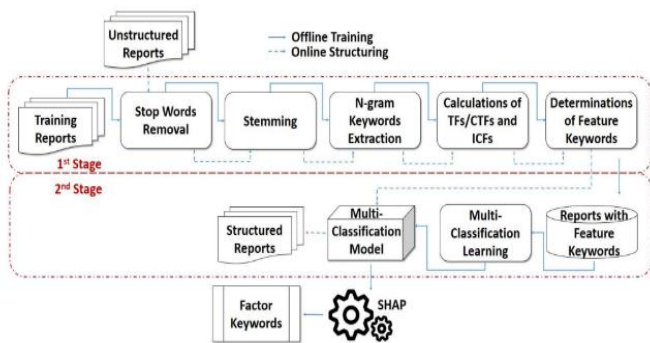 Unstructured
Reports
Offline Training
Online Structuring
Training
Reports
Stop Words
Removal
Stemming
N-gram
Keywords
Extraction
Calculations of
TFs/CTFs and
ICFs
Determinations
of Feature
Keywords
1st Stage
2nd Stage
Structured
Reports
Multi-
Classification
Model
Multi-
Classification
Learning
Reports with
Feature
Keywords
Factor
Keywords
SHAP